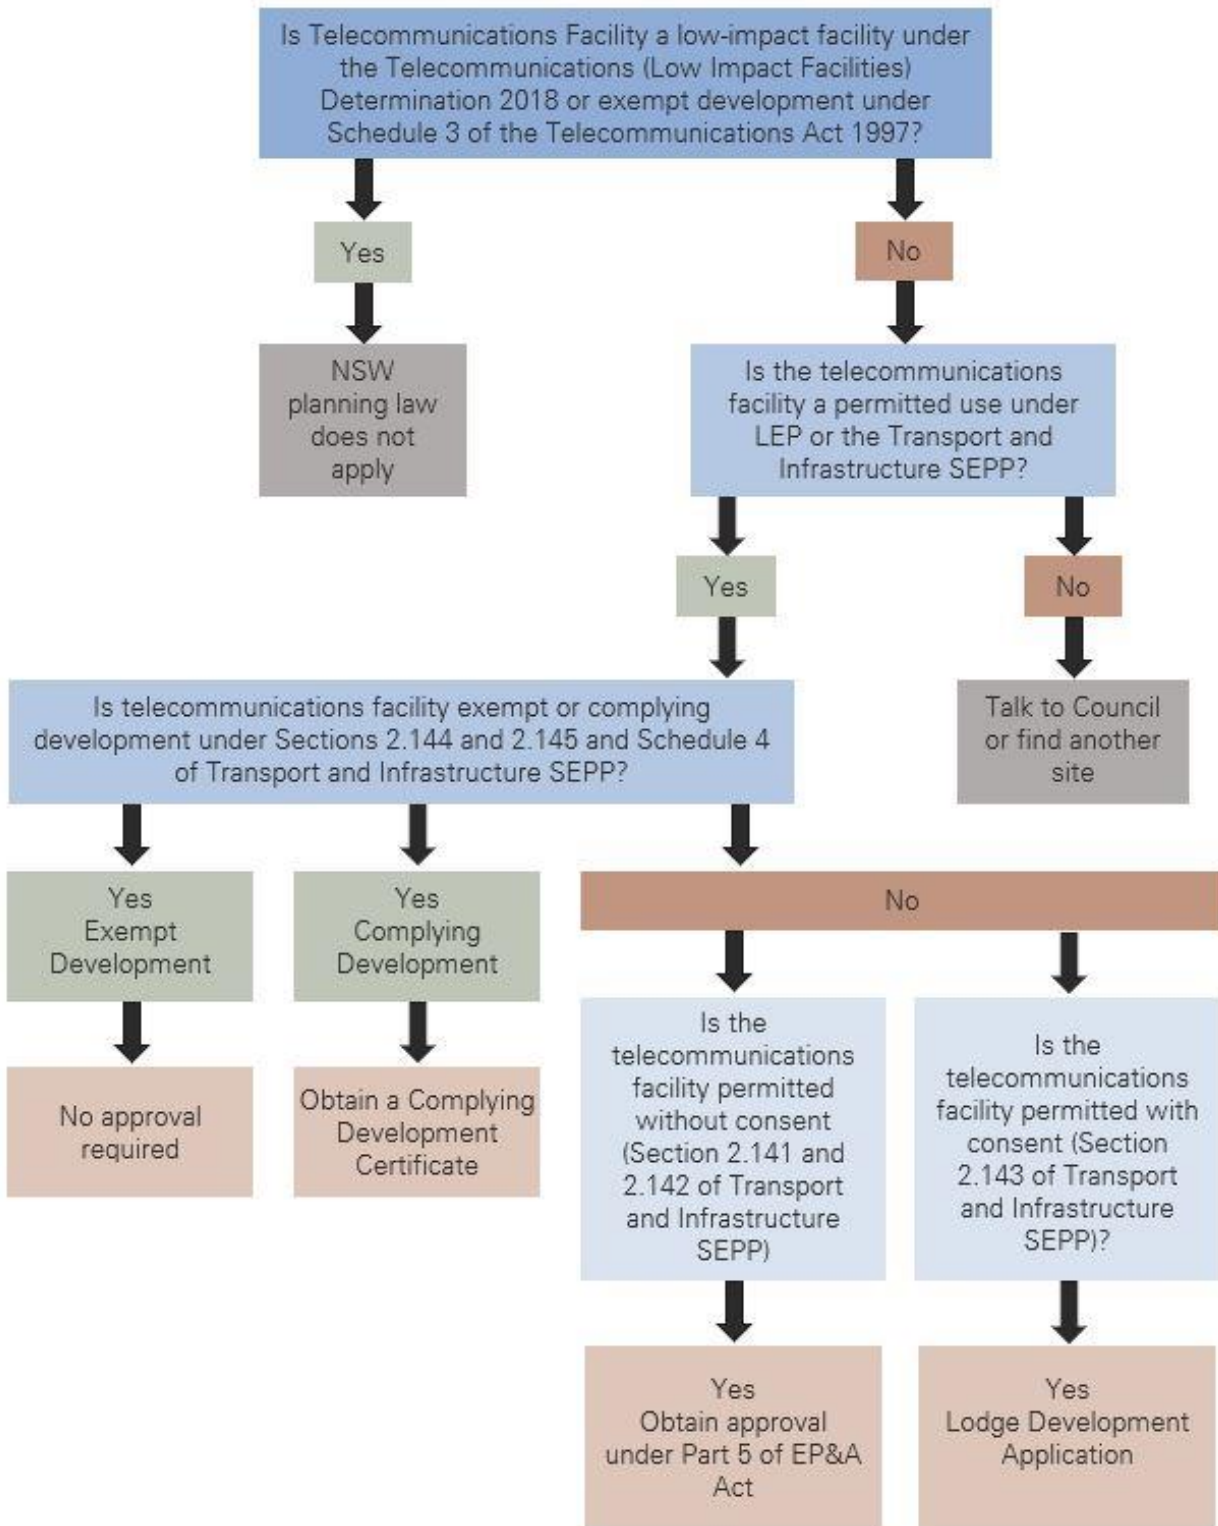 Is Telecommunications Facility a low-impact facility under
the Telecommunications (Low Impact Facilities)
Determination 2018 or exempt development under
Schedule 3 of the Telecommunications Act 1997?
Yes
No
NSW
planning law
does not
apply
Is the telecommunications
facility a permitted use under
LEP or the Transport and
Infrastructure SEPP?
Yes
No
Is telecommunications facility exempt or complying
development under Sections 2.144 and 2.145 and Schedule 4
of Transport and Infrastructure SEPP?
Talk to Council
or find another
site
Yes
Exempt
Development
Yes
Complying
Development
No
No approval
required
Obtain a Complying
Development
Certificate
Is the
telecommunications
facility permitted
without consent
(Section 2.141 and
2.142 of Transport
and Infrastructure
SEPP)
Is the
telecommunications
facility permitted with
consent (Section
2.143 of Transport
and Infrastructure
SEPP)?
Yes
Obtain approval
under Part 5 of EP&A
Act
Yes
Lodge Development
Application